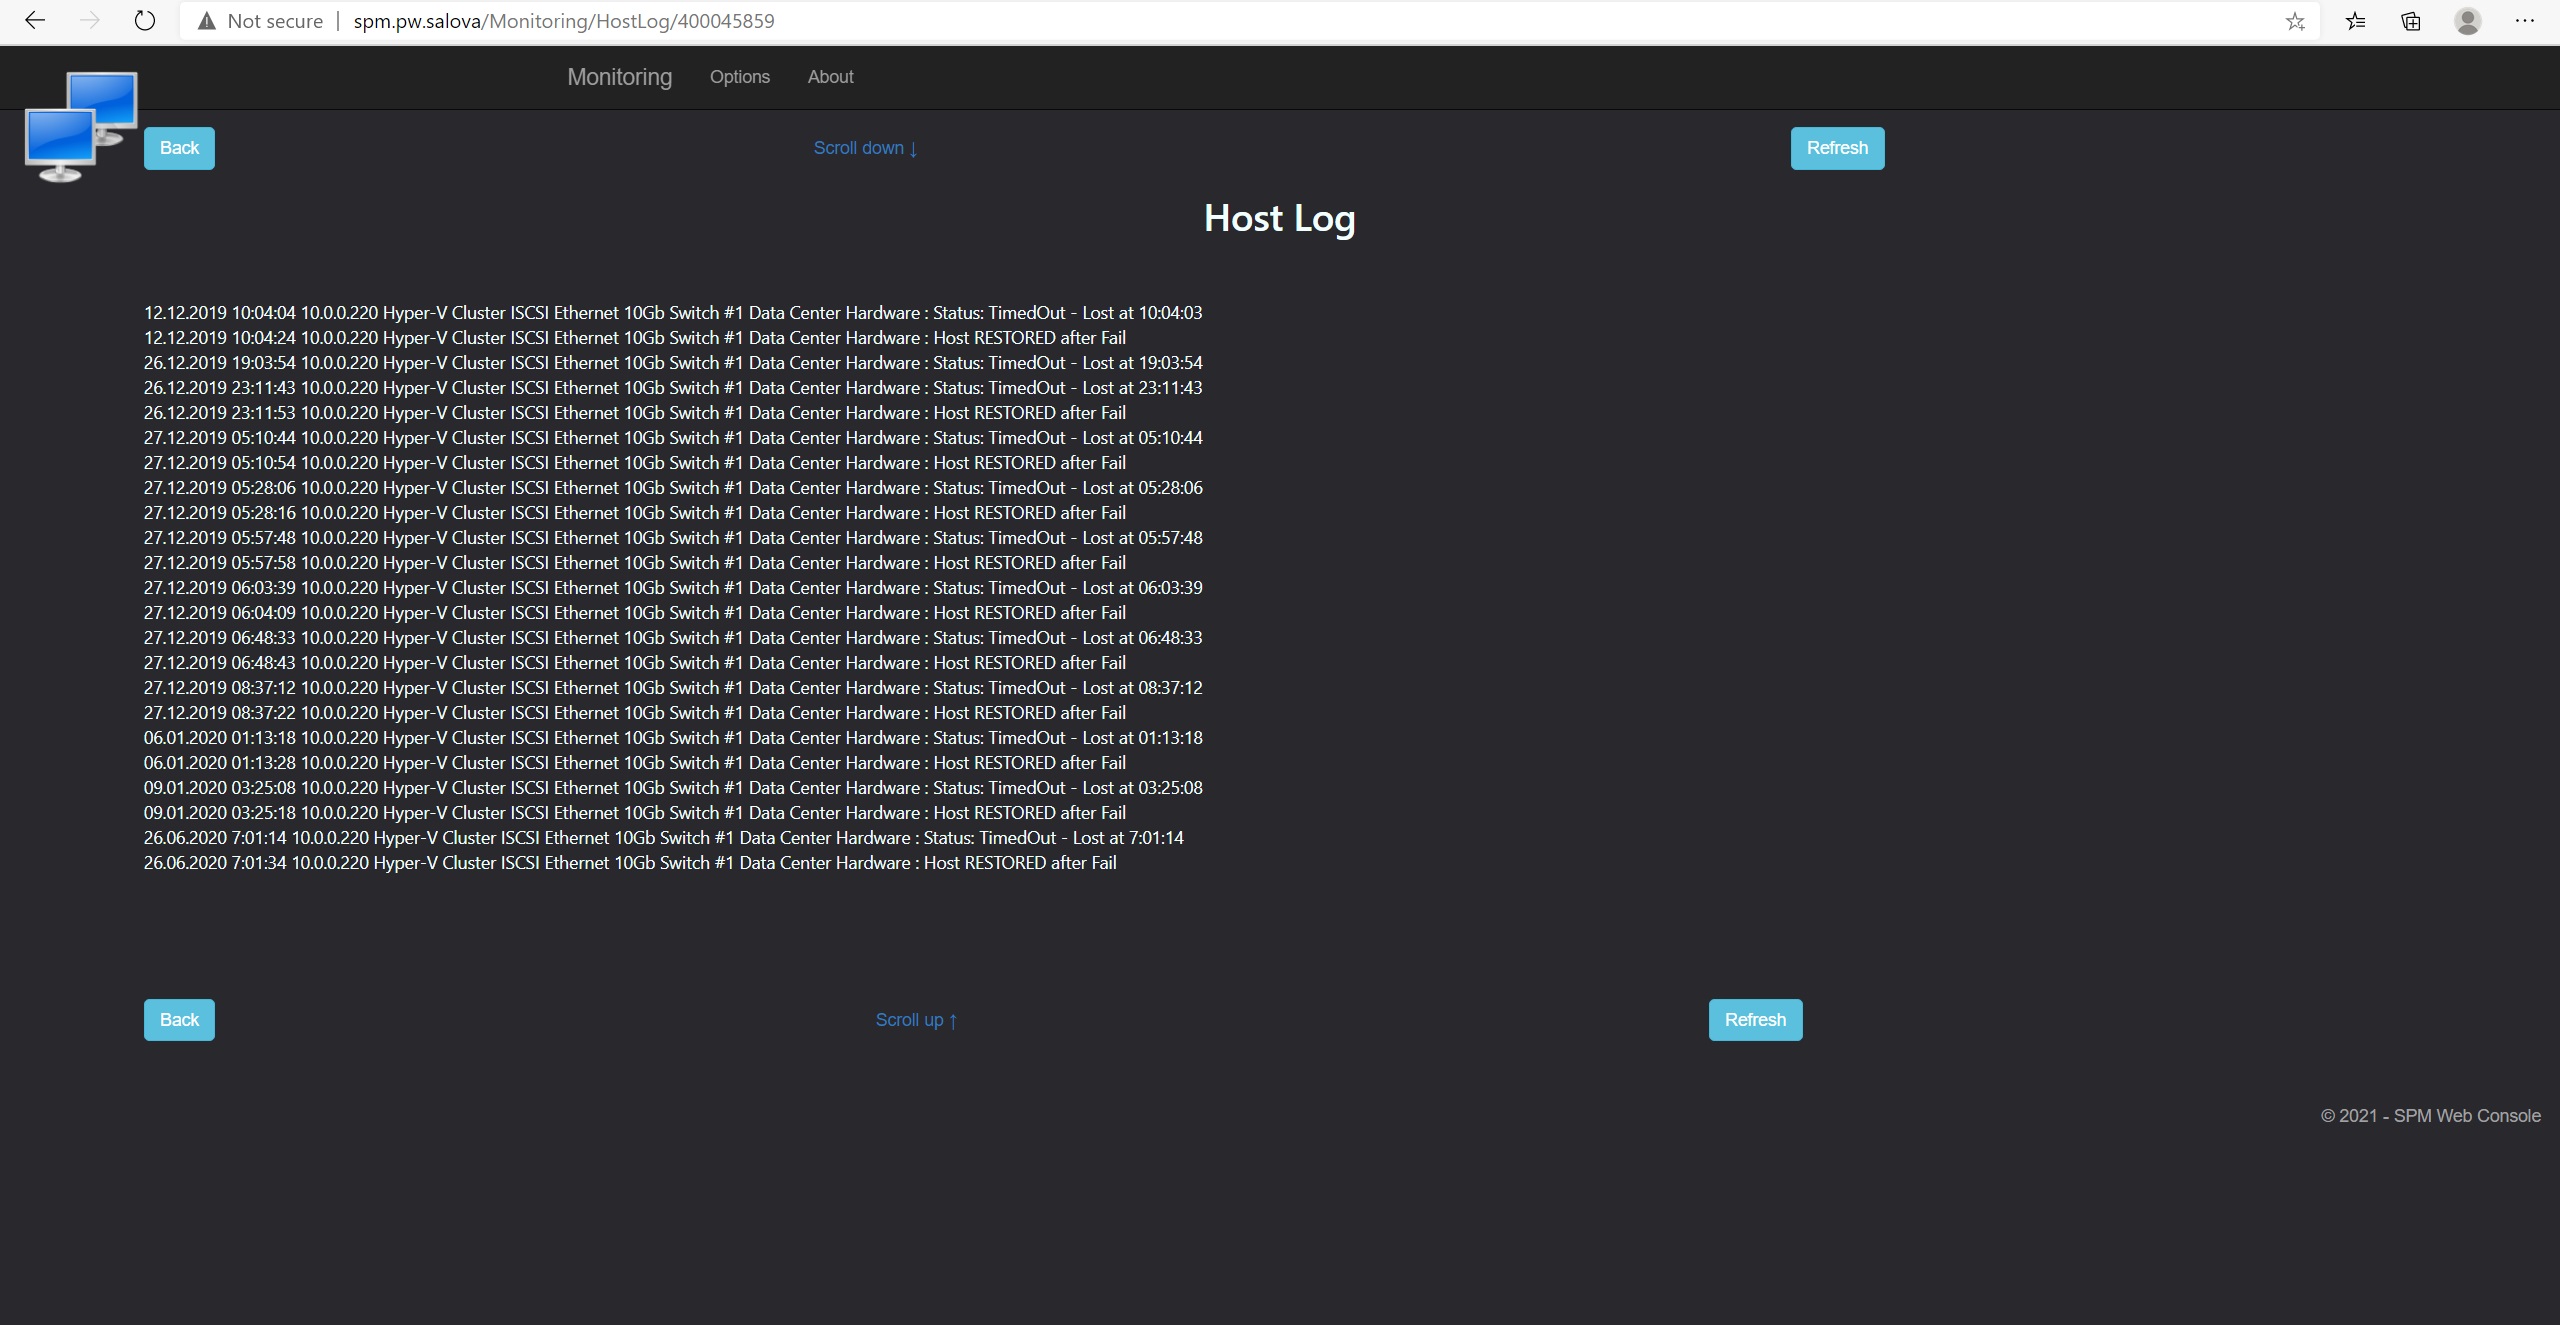 Not secure | spm.pw.salova/Monitoring/HostLog/400045859
Monitoring Options About
Back Scroll down ↓ Refresh
Host Log
12.12.2019 10:04:04 10.0.0.220 Hyper-V Cluster ISCSI Ethernet 10Gb Switch #1 Data Center Hardware : Status: TimedOut - Lost at 10:04:03
12.12.2019 10:04:24 10.0.0.220 Hyper-V Cluster ISCSI Ethernet 10Gb Switch #1 Data Center Hardware : Host RESTORED after Fail
26.12.2019 19:03:54 10.0.0.220 Hyper-V Cluster ISCSI Ethernet 10Gb Switch #1 Data Center Hardware : Status: TimedOut - Lost at 19:03:54
26.12.2019 23:11:43 10.0.0.220 Hyper-V Cluster ISCSI Ethernet 10Gb Switch #1 Data Center Hardware : Status: TimedOut - Lost at 23:11:43
26.12.2019 23:11:53 10.0.0.220 Hyper-V Cluster ISCSI Ethernet 10Gb Switch #1 Data Center Hardware : Host RESTORED after Fail
27.12.2019 05:10:44 10.0.0.220 Hyper-V Cluster ISCSI Ethernet 10Gb Switch #1 Data Center Hardware : Status: TimedOut - Lost at 05:10:44
27.12.2019 05:10:54 10.0.0.220 Hyper-V Cluster ISCSI Ethernet 10Gb Switch #1 Data Center Hardware : Host RESTORED after Fail
27.12.2019 05:28:06 10.0.0.220 Hyper-V Cluster ISCSI Ethernet 10Gb Switch #1 Data Center Hardware : Status: TimedOut - Lost at 05:28:06
27.12.2019 05:28:16 10.0.0.220 Hyper-V Cluster ISCSI Ethernet 10Gb Switch #1 Data Center Hardware : Host RESTORED after Fail
27.12.2019 05:57:48 10.0.0.220 Hyper-V Cluster ISCSI Ethernet 10Gb Switch #1 Data Center Hardware : Status: TimedOut - Lost at 05:57:48
27.12.2019 05:57:58 10.0.0.220 Hyper-V Cluster ISCSI Ethernet 10Gb Switch #1 Data Center Hardware : Host RESTORED after Fail
27.12.2019 06:03:39 10.0.0.220 Hyper-V Cluster ISCSI Ethernet 10Gb Switch #1 Data Center Hardware : Status: TimedOut - Lost at 06:03:39
27.12.2019 06:04:09 10.0.0.220 Hyper-V Cluster ISCSI Ethernet 10Gb Switch #1 Data Center Hardware : Host RESTORED after Fail
27.12.2019 06:48:33 10.0.0.220 Hyper-V Cluster ISCSI Ethernet 10Gb Switch #1 Data Center Hardware : Status: TimedOut - Lost at 06:48:33
27.12.2019 06:48:43 10.0.0.220 Hyper-V Cluster ISCSI Ethernet 10Gb Switch #1 Data Center Hardware : Host RESTORED after Fail
27.12.2019 08:37:12 10.0.0.220 Hyper-V Cluster ISCSI Ethernet 10Gb Switch #1 Data Center Hardware : Status: TimedOut - Lost at 08:37:12
27.12.2019 08:37:22 10.0.0.220 Hyper-V Cluster ISCSI Ethernet 10Gb Switch #1 Data Center Hardware : Host RESTORED after Fail
06.01.2020 01:13:18 10.0.0.220 Hyper-V Cluster ISCSI Ethernet 10Gb Switch #1 Data Center Hardware : Status: TimedOut - Lost at 01:13:18
06.01.2020 01:13:28 10.0.0.220 Hyper-V Cluster ISCSI Ethernet 10Gb Switch #1 Data Center Hardware : Host RESTORED after Fail
09.01.2020 03:25:08 10.0.0.220 Hyper-V Cluster ISCSI Ethernet 10Gb Switch #1 Data Center Hardware : Status: TimedOut - Lost at 03:25:08
09.01.2020 03:25:18 10.0.0.220 Hyper-V Cluster ISCSI Ethernet 10Gb Switch #1 Data Center Hardware : Host RESTORED after Fail
26.06.2020 7:01:14 10.0.0.220 Hyper-V Cluster ISCSI Ethernet 10Gb Switch #1 Data Center Hardware : Status: TimedOut - Lost at 7:01:14
26.06.2020 7:01:34 10.0.0.220 Hyper-V Cluster ISCSI Ethernet 10Gb Switch #1 Data Center Hardware : Host RESTORED after Fail
Back Scroll up ↑ Refresh
© 2021 - SPM Web Console